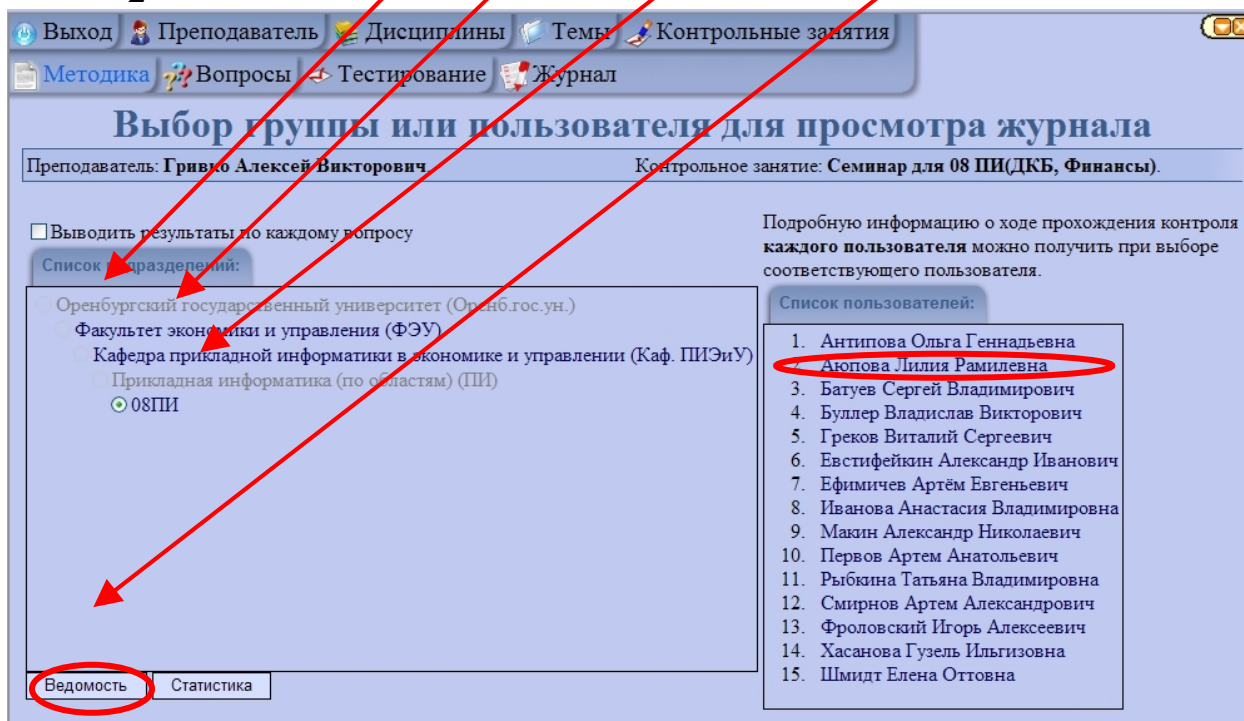 Выход Преподаватель Дисциплины Темы Контрольные занятия
Методика Вопросы Тестирование Журнал
Выбор группы или пользователя для просмотра журнала
Преподаватель: Гривко Алексей Викторович. Контрольное занятие: Семинар для 08 ПИ(ДКБ, Финансы).
Выводить результаты по каждому вопросу
Список подразделений:
Оренбургский государственный университет (Оренб.гос.ун.)
Факультет экономики и управления (ФЭУ)
Кафедра прикладной информатики в экономике и управлении (Каф. ПИЭиУ)
Прикладная информатика (по областям) (ПИ)
08ПИ
Ведомость Статистика
Подробную информацию о ходе прохождения контроля
каждого пользователя можно получить при выборе
соответствующего пользователя.
Список пользователей:
1. Антипова Ольга Геннадьевна
2. Аюпова Лилия Рамилевна
3. Батуев Сергей Владимирович
4. Буллер Владислав Викторович
5. Греков Виталий Сергеевич
6. Евстифейкин Александр Иванович
7. Ефимичев Артём Евгеньевич
8. Иванова Анастасия Владимировна
9. Макин Александр Николаевич
10. Первов Артем Анатольевич
11. Рыбкина Татьяна Владимировна
12. Смирнов Артем Александрович
13. Фроловский Игорь Алексеевич
14. Хасанова Гузель Ильгизовна
15. Шмидт Елена Оттовна